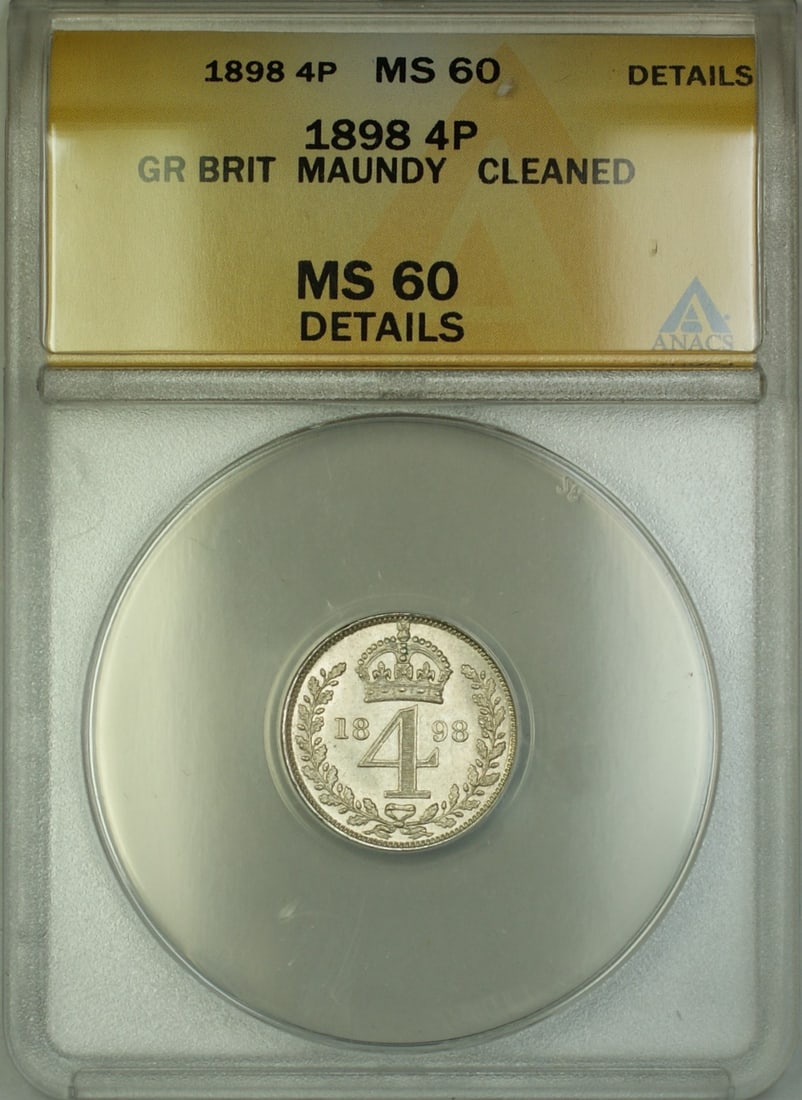 1898 4P MS 60 DETAILS
1898 4P
GR BRIT MAUNDY CLEANED
MS 60
DETAILS
ANACS
18 98
4